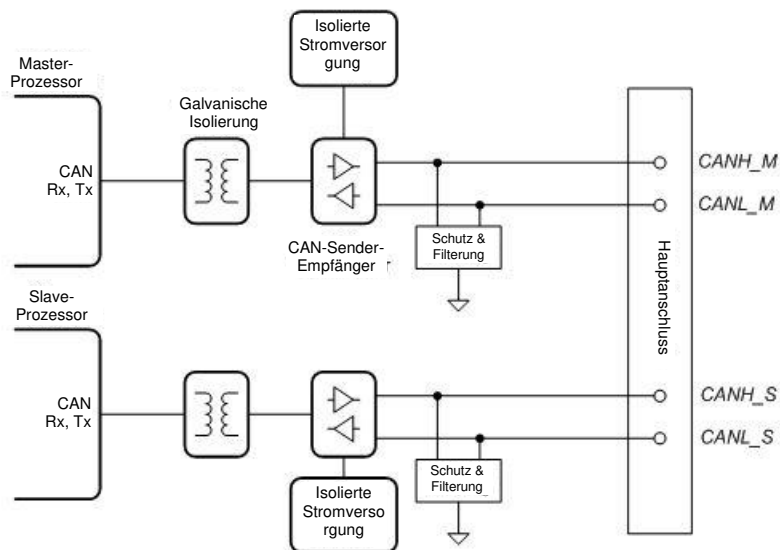 Isolierte
Stromversor
gung
Master-
Prozessor
Galvanische
Isolierung
CAN
Rx, Tx
CANH_M
CANL_M
CAN-Sender-
Empfänger
Schutz &
Filterung
Hauptanschluss
Slave-
Prozessor
CAN
Rx, Tx
CANH_S
CANL_S
Schutz &
Filterung
Isolierte
Stromverso
rgung